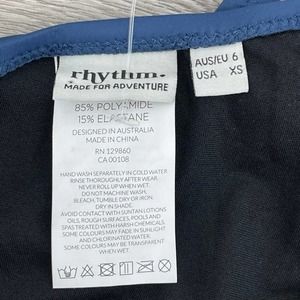 rhythm.
MADE FOR ADVENTURE
AUS/EU 6
USA XS
85% POLYAMIDE
15% ELASTANE
DESIGNED IN AUSTRALIA
MADE IN CHINA
RN 129860
CA 00108
HAND WASH SEPARATELY IN COLD WATER
RINSE THOROUGHLY AFTER WEAR.
NEVER ROLL UP WHEN WET.
DO NOT MACHINE WASH,
BLEACH, TUMBLE DRY OR IRON.
DRY IN SHADE.
AVOID CONTACT WITH SUNTAN LOTIONS
OILS, ROUGH SURFACES, POOLS AND
SPAS TREATED WITH HARSH CHEMICALS.
SOME COLOURS MAY FADE IN SUNLIGHT
AND CHLORINATED WATER.
SOME COLOURS MAY BE TRANSPARENT
WHEN WET.